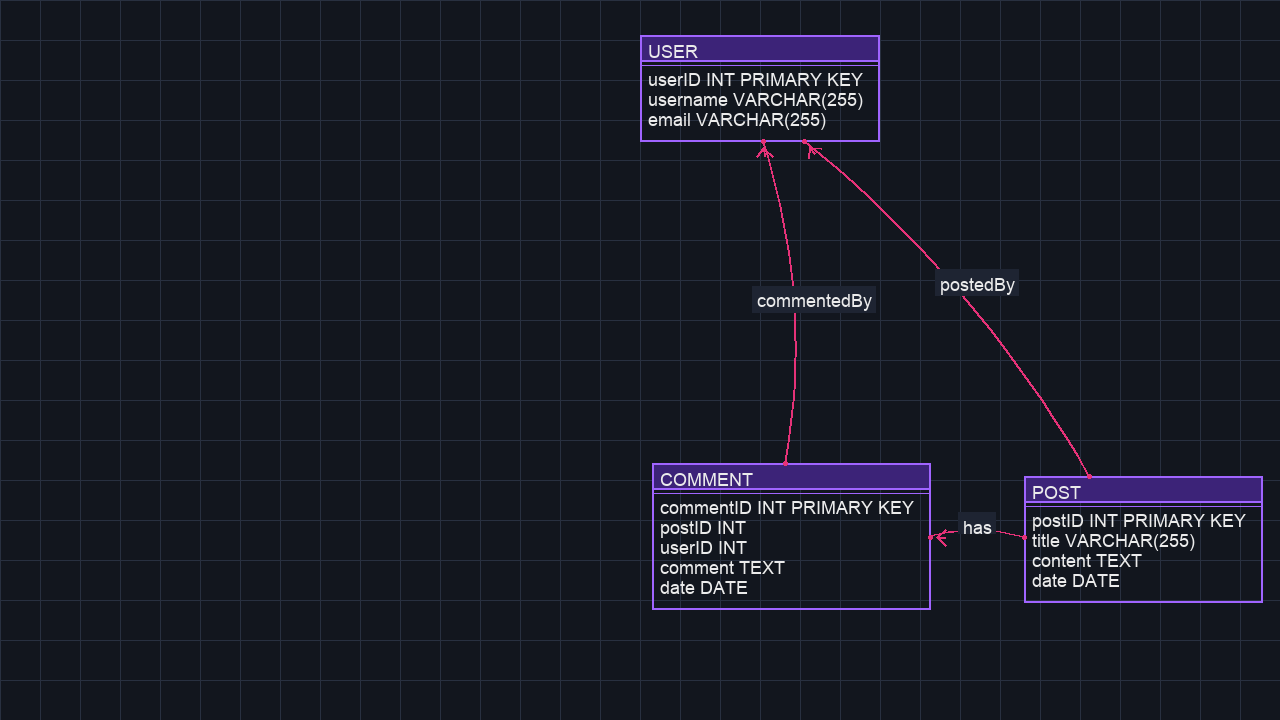 USER
userID INT PRIMARY KEY
username VARCHAR(255)
email VARCHAR(255)
commentedBy
postedBy
COMMENT
commentID INT PRIMARY KEY
postID INT
userID INT
comment TEXT
date DATE
has
POST
postID INT PRIMARY KEY
title VARCHAR(255)
content TEXT
date DATE